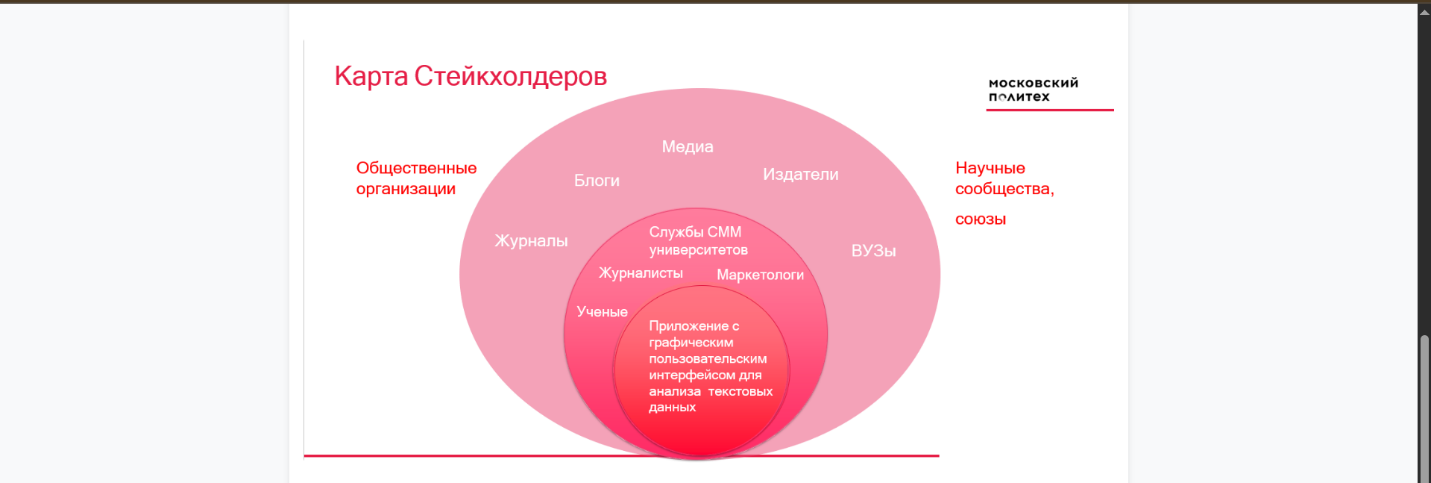 Карта Стейкхолдеров
московский
политех
Общественные
организации
Медиа
Блоги
Издатели
Научные
сообщества,
союзы
Журналы
ВУЗы
Службы СММ
университетов
Журналисты
Маркетологи
Ученые
Приложение с
графическим
пользовательским
интерфейсом для
анализа текстовых
данных